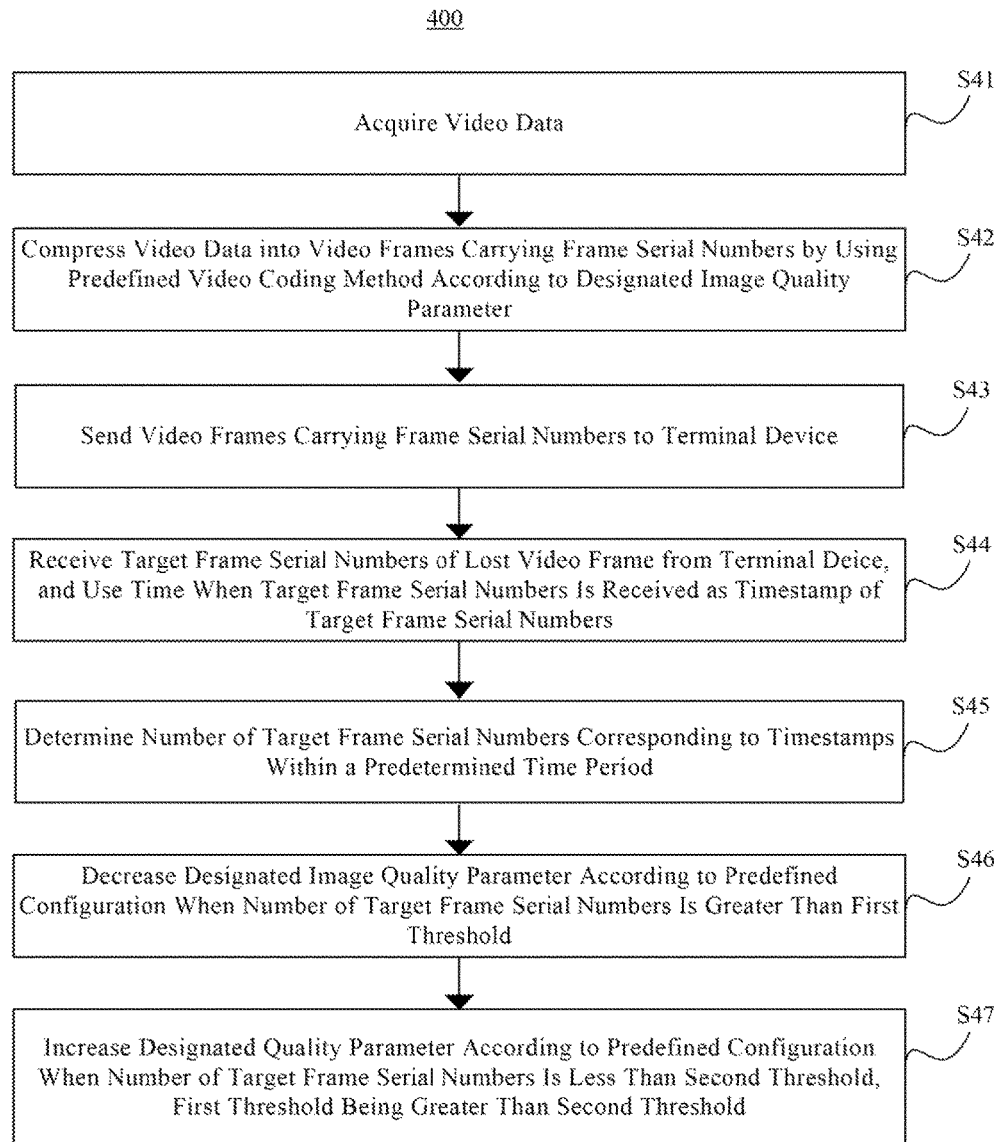 400
S41
Acquire Video Data
S42
Compress Video Data into Video Frames Carrying Frame Serial Numbers by Using
Predefined Video Coding Method According to Designated Image Quality
Parameter
S43
Send Video Frames Carrying Frame Serial Numbers to Terminal Device
S44
Receive Target Frame Serial Numbers of Lost Video Frame from Terminal Deice,
and Use Time When Target Frame Serial Numbers Is Received as Timestamp of
Target Frame Serial Numbers
S45
Determine Number of Target Frame Serial Numbers Corresponding to Timestamps
Within a Predetermined Time Period
S46
Decrease Designated Image Quality Parameter According to Predefined
Configuration When Number of Target Frame Serial Numbers Is Greater Than First
Threshold
S47
Increase Designated Quality Parameter According to Predefined Configuration
When Number of Target Frame Serial Numbers Is Less Than Second Threshold,
First Threshold Being Greater Than Second Threshold